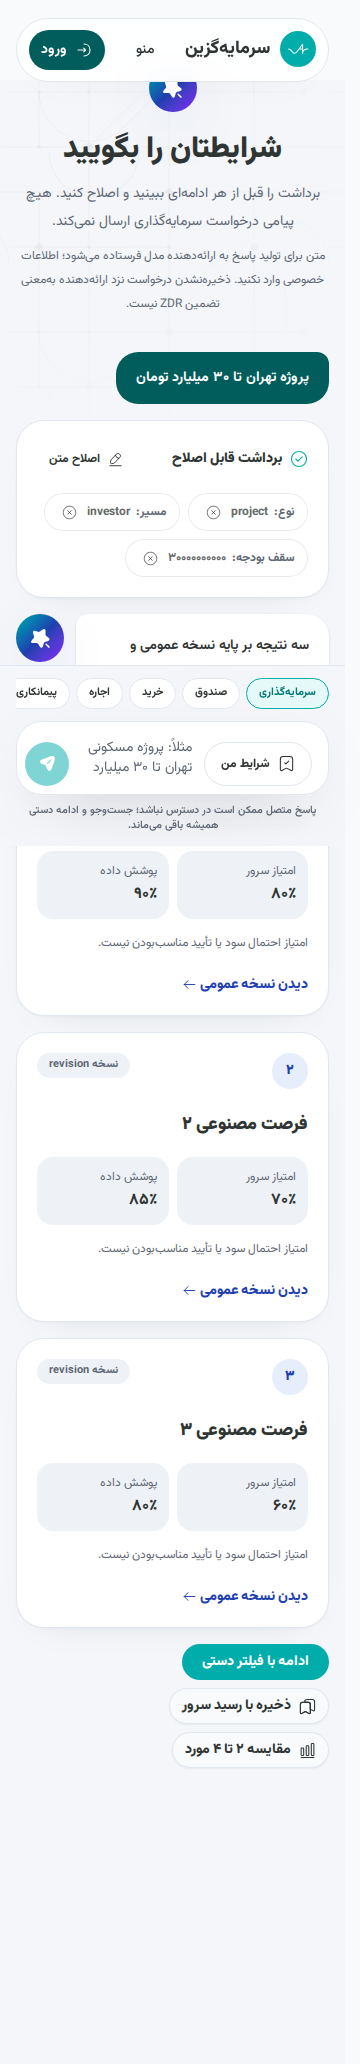 سرمایه‌گزین
منو
ورود
شرایطتان را بگویید
برداشت را قبل از هر ادامه‌ای ببینید و اصلاح کنید. هیچ
پیامی درخواست سرمایه‌گذاری ارسال نمی‌کند.
متن برای تولید پاسخ به ارائه‌دهنده مدل فرستاده می‌شود؛ اطلاعات
خصوصی وارد نکنید. ذخیره‌نشدن درخواست نزد ارائه‌دهنده به‌معنی
تضمین ZDR نیست.
پروژه تهران تا ۳۰ میلیارد تومان
برداشت قابل اصلاح
اصلاح متن
نوع: project
مسیر: investor
سقف بودجه: ۳۰۰۰۰۰۰۰۰۰۰
سه نتیجه بر پایه نسخه عمومی و
سرمایه‌گذاری
صندوق
خرید
اجاره
پیمانکاری
شرایط من
مثلاً: پروژه مسکونی
تهران تا ۳۰ میلیارد
پاسخ متصل ممکن است در دسترس نباشد؛ جست‌وجو و ادامه دستی
همیشه باقی می‌ماند.
امتیاز سرور
۸۰٪
پوشش داده
۹۰٪
امتیاز احتمال سود یا تأیید مناسب‌بودن نیست.
دیدن نسخه عمومی ←
۲
نسخه revision
فرصت مصنوعی ۲
امتیاز سرور
۷۰٪
پوشش داده
۸۵٪
امتیاز احتمال سود یا تأیید مناسب‌بودن نیست.
دیدن نسخه عمومی ←
۳
نسخه revision
فرصت مصنوعی ۳
امتیاز سرور
۶۰٪
پوشش داده
۸۰٪
امتیاز احتمال سود یا تأیید مناسب‌بودن نیست.
دیدن نسخه عمومی ←
ادامه با فیلتر دستی
ذخیره با رسید سرور
مقایسه ۲ تا ۴ مورد